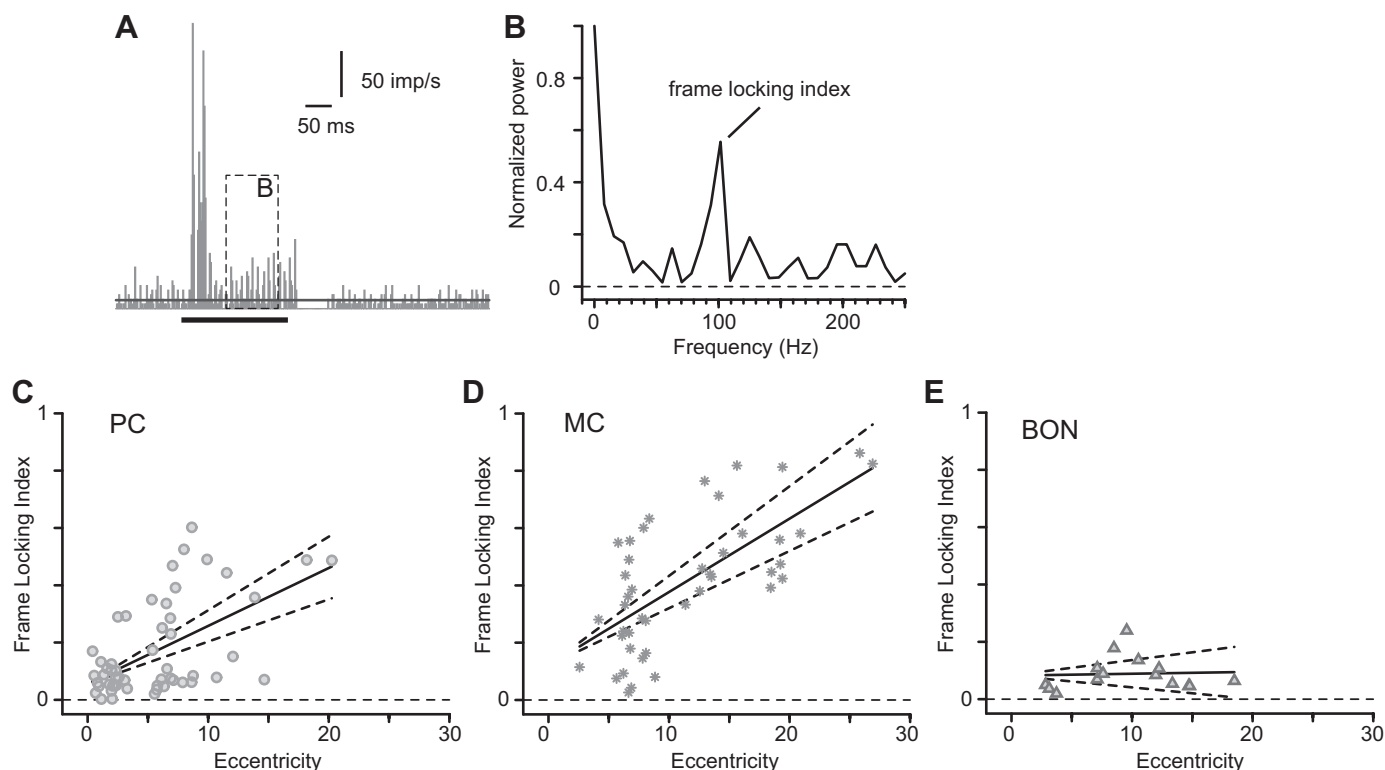 A
50 imp/s
50 ms
B
B
Normalized power
0.8
0.4
0
frame locking index
0 100 200
Frequency (Hz)
C
PC
Frame Locking Index
1
0
0 10 20 30
Eccentricity
D
MC
Frame Locking Index
1
0
0 10 20 30
Eccentricity
E
BON
Frame Locking Index
1
0
0 10 20 30
Eccentricity